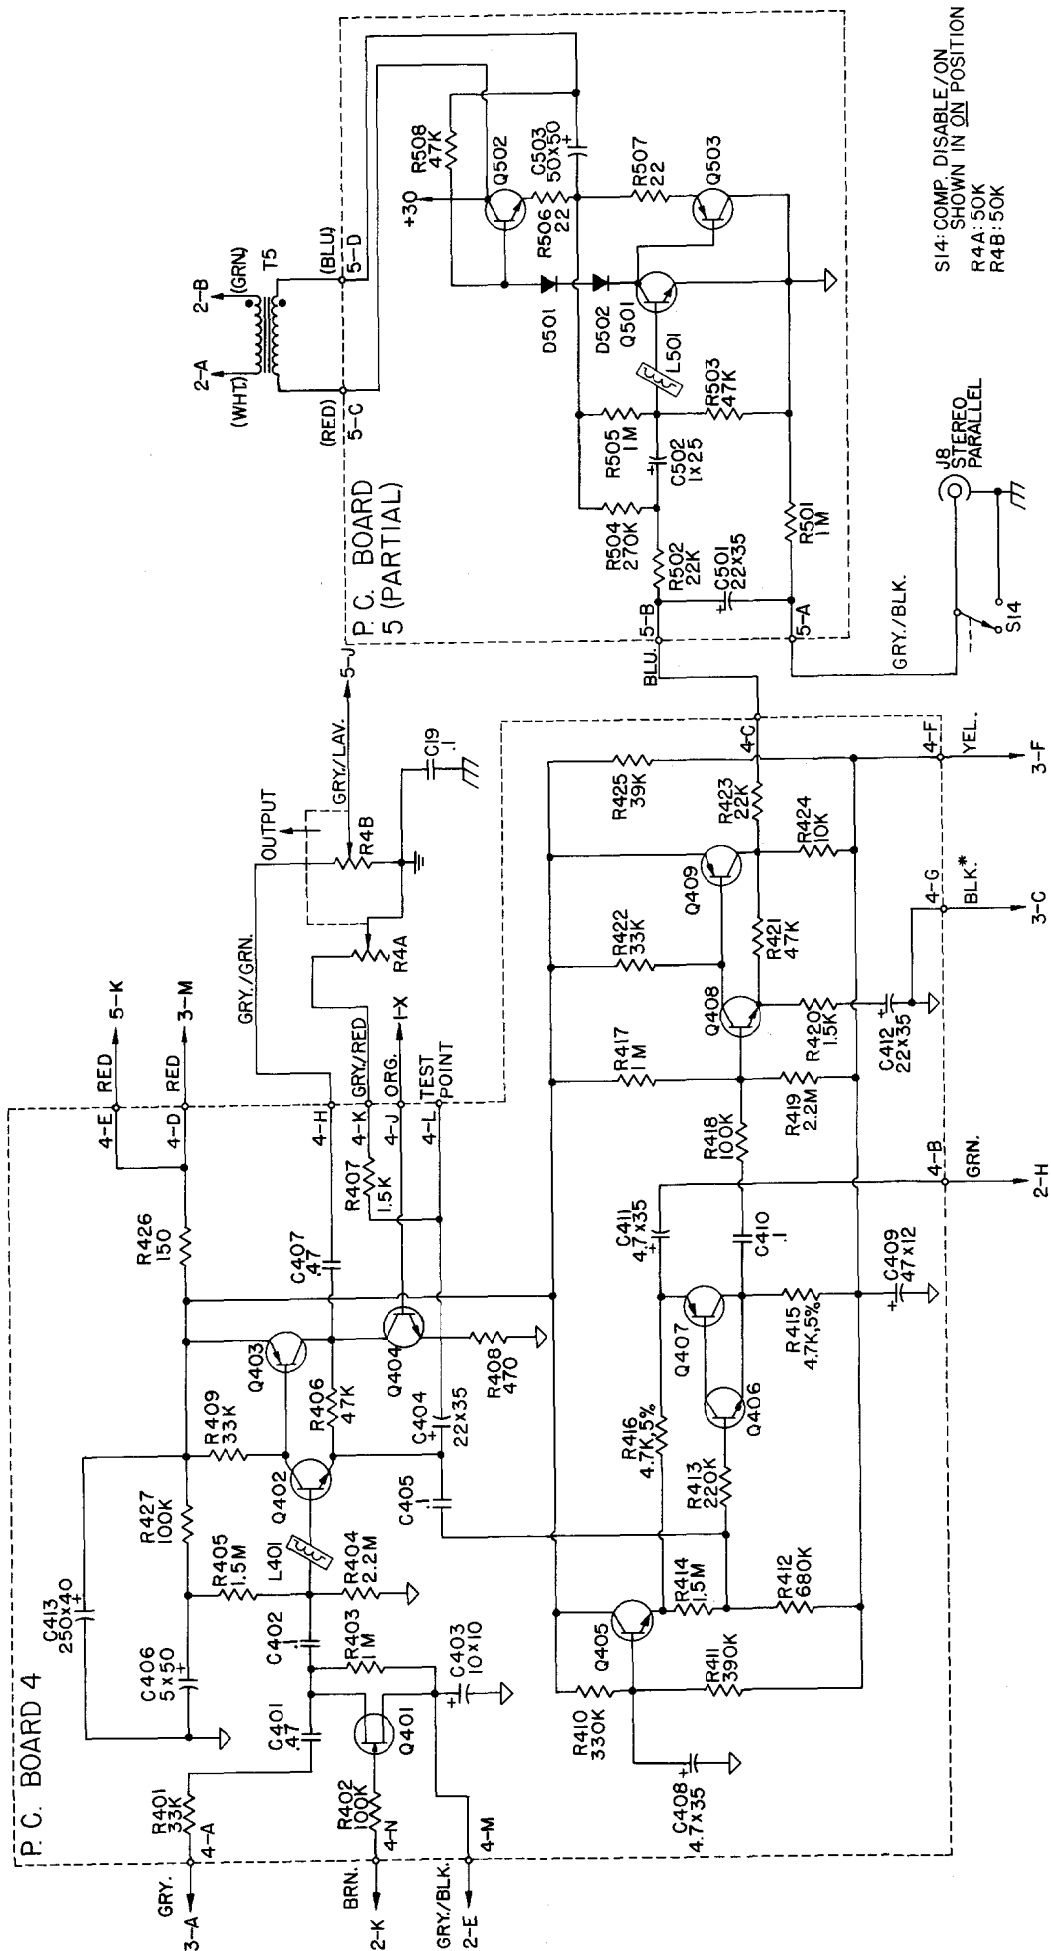 P. C. BOARD 4
3-A
GRY.
4-A
R401
33K
C413
250x40
+
C406
5x50
+
R427
100K
R426
150
4-E
RED
5-K
4-D
RED
3-M
R405
1.5M
R409
33K
Q403
C407
.47
4-H
GRY./GRN.
OUTPUT
C401
.47
C402
.1
L401
Q402
R406
47K
R404
2.2M
R403
1M
R407
1.5K
4-K
GRY/RED
R4A
R4B
GRY./LAV.
5-J
C19
.1
4-J
ORG.
1-X
4-L
TEST
POINT
2-K
BRN.
4-N
R402
100K
Q401
+
C403
10x10
C405
.1
C404
+
22x35
Q404
R408
470
2-E
GRY/BLK.
4-M
R410
330K
Q405
+
C408
4.7x35
R411
390K
R414
1.5M
R412
680K
R416
4.7K,5%
R413
220K
Q406
Q407
C411
4.7x35
+
C410
.1
R415
4.7K,5%
+
C409
47x12
R418
100K
R417
1M
R419
2.2M
Q408
R422
33K
R421
47K
R420
1.5K
+
C412
22x35
Q409
R425
39K
R423
22K
R424
10K
4-C
4-B
GRN.
2-H
4-G
BLK*
3-C
4-F
YEL.
3-F
P. C. BOARD
5 (PARTIAL)
2-A
(WHT.)
2-B
(GRN)
T5
(RED)
5-C
(BLU)
5-D
BLU.
5-B
R502
22K
+
C501
22x35
5-A
R504
270K
R505
1M
+
C502
1x25
L501
R503
47K
R501
1M
D501
D502
Q501
+30
R508
47K
Q502
R506
22
C503
50x50
+
R507
22
Q503
GRY./BLK.
S14
J8
STEREO
PARALLEL
S14: COMP. DISABLE/ON
SHOWN IN ON POSITION
R4A: 50K
R4B: 50K